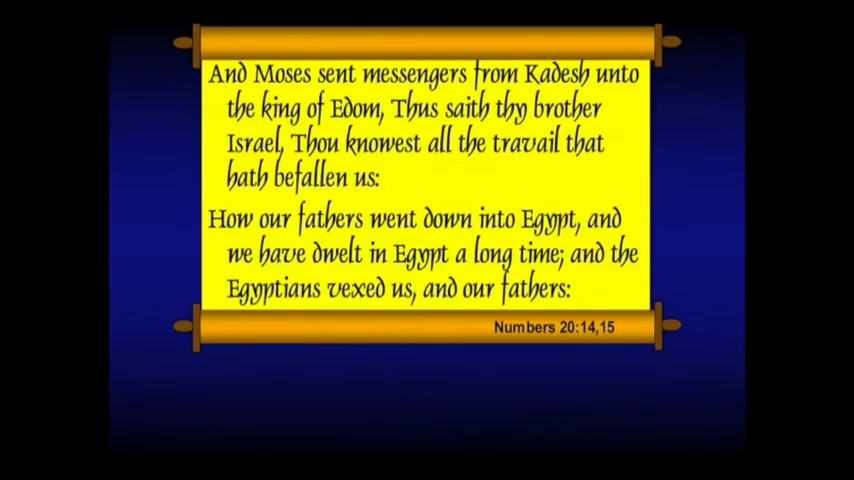 And Moses sent messengers from Kadesh unto
the king of Edom, Thus saith thy brother
Israel, Thou knowest all the travail that
hath befallen us:
How our fathers went down into Egypt, and
we have dwelt in Egypt a long time; and the
Egyptians vexed us, and our fathers:
Numbers 20:14,15